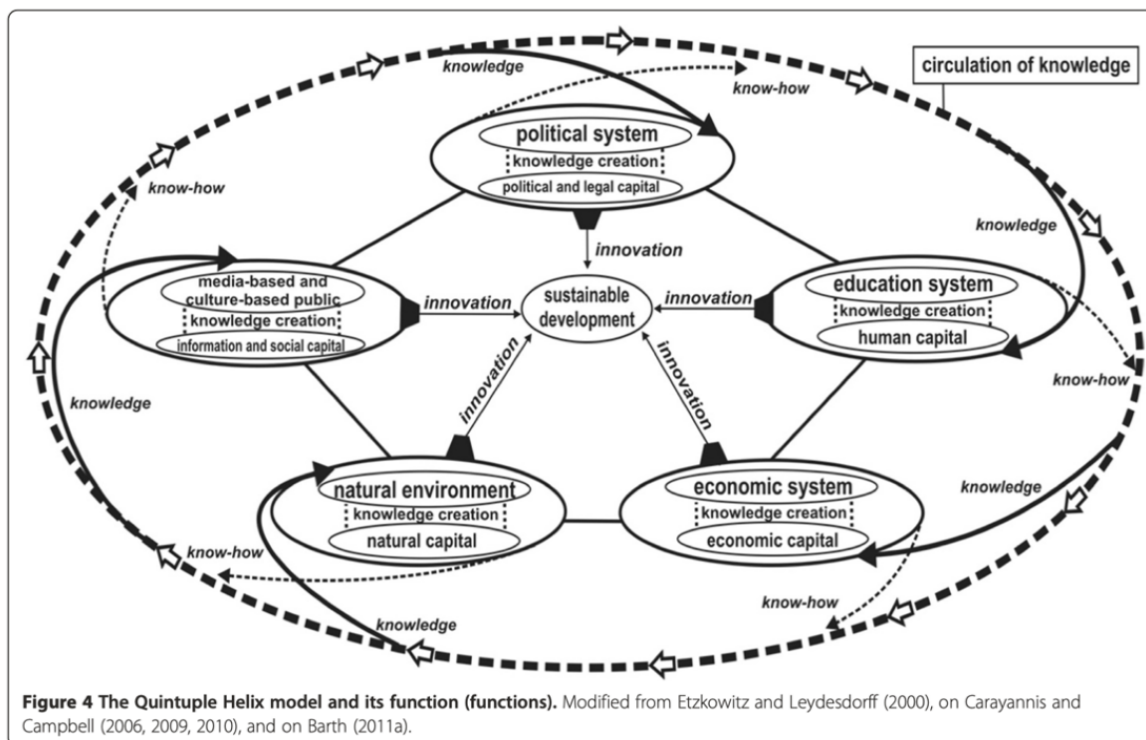 knowledge
circulation of knowledge
know-how
political system
knowledge creation
political and legal capital
know-how
knowledge
innovation
media-based and
culture-based public
knowledge creation
information and social capital
innovation
sustainable
development
innovation
education system
knowledge creation
human capital
know-how
knowledge
innovation
innovation
natural environment
knowledge creation
natural capital
economic system
knowledge creation
economic capital
knowledge
know-how
know-how
knowledge
Figure 4 The Quintuple Helix model and its function (functions). Modified from Etzkowitz and Leydesdorff (2000), on Carayannis and
Campbell (2006, 2009, 2010), and on Barth (2011a).